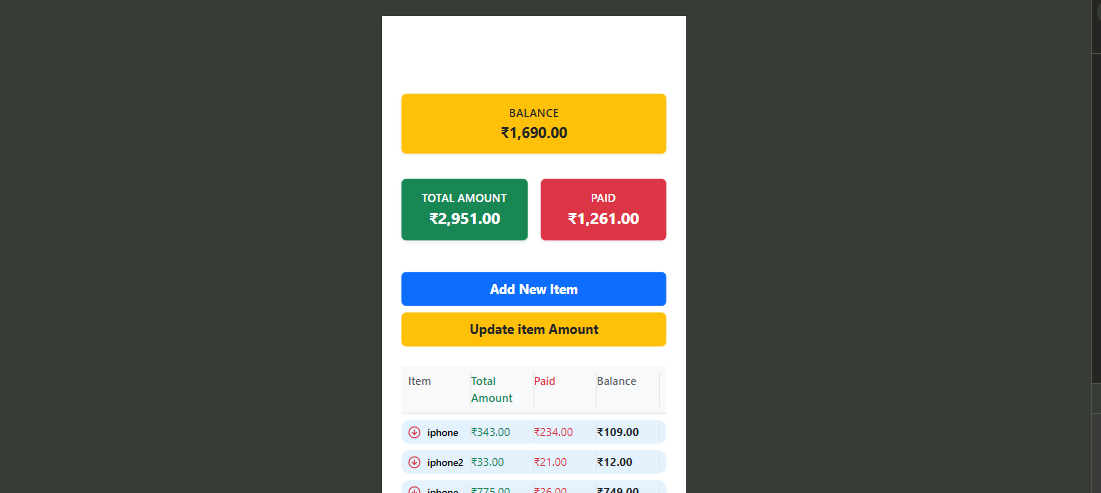 BALANCE
₹1,690.00
TOTAL AMOUNT PAID
₹2,951.00 ₹1,261.00
Add New Item
Update item Amount
Item Total Amount Paid Balance
iphone ₹343.00 ₹234.00 ₹109.00
iphone2 ₹33.00 ₹21.00 ₹12.00
iphone ₹775.00 ₹26.00 ₹749.00